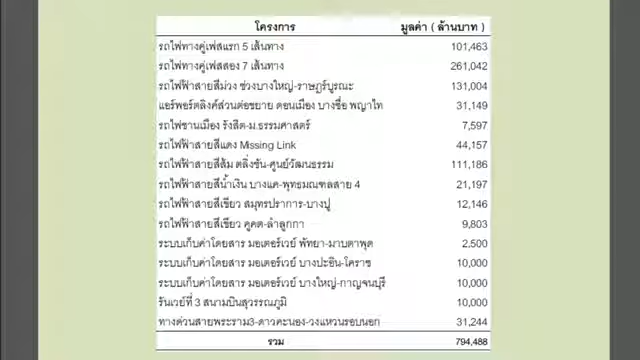 โครงการ มูลค่า ( ล้านบาท )
รถไฟทางคู่เฟสแรก 5 เส้นทาง 101,463
รถไฟทางคู่เฟสสอง 7 เส้นทาง 261,042
รถไฟฟ้าสายสีม่วง ช่วงบางใหญ่-ราษฎร์บูรณะ 131,004
แอร์พอร์ตลิงค์ส่วนต่อขยาย ดอนเมือง บางซื่อ พญาไท 31,149
รถไฟชานเมือง รังสิต-ม.ธรรมศาสตร์ 7,597
รถไฟฟ้าสายสีแดง Missing Link 44,157
รถไฟฟ้าสายสีส้ม ตลิ่งชัน-ศูนย์วัฒนธรรม 111,186
รถไฟฟ้าสายสีน้ำเงิน บางแค-พุทธมณฑลสาย 4 21,197
รถไฟฟ้าสายสีเขียว สมุทรปราการ-บางปู 12,146
รถไฟฟ้าสายสีเขียว คูคต-ลำลูกกา 9,803
ระบบเก็บค่าโดยสาร มอเตอร์เวย์ พัทยา-มาบตาพุด 2,500
ระบบเก็บค่าโดยสาร มอเตอร์เวย์ บางปะอิน-โคราช 10,000
ระบบเก็บค่าโดยสาร มอเตอร์เวย์ บางใหญ่-กาญจนบุรี 10,000
รันเวย์ที่ 3 สนามบินสุวรรณภูมิ 10,000
ทางด่วนสายพระราม3-ดาวคะนอง-วงแหวนรอบนอก 31,244
รวม 794,488